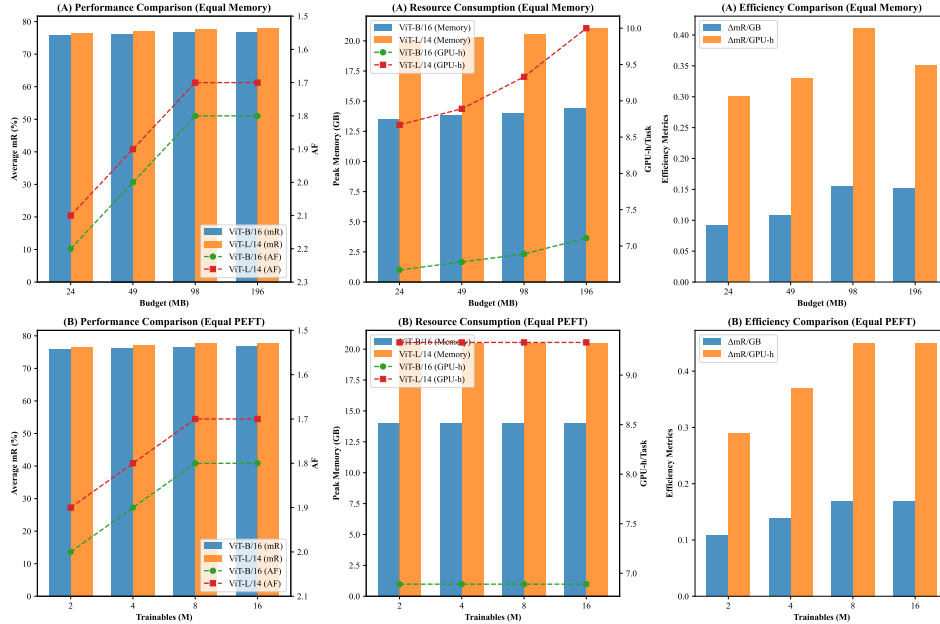 (A) Performance Comparison (Equal Memory)
80
70
60
50
40
30
20
10
0
Average mR (%)
1.5
1.6
1.7
1.8
1.9
2.0
2.1
2.2
2.3
AF
ViT-B/16 (mR)
ViT-L/14 (mR)
ViT-B/16 (AF)
ViT-L/14 (AF)
24 49 98 196
Budget (MB)
(A) Resource Consumption (Equal Memory)
20.0
17.5
15.0
12.5
10.0
7.5
5.0
2.5
0.0
Peak Memory (GB)
10.0
9.5
9.0
8.5
8.0
7.5
7.0
GPU-h/Task
ViT-B/16 (Memory)
ViT-L/14 (Memory)
ViT-B/16 (GPU-h)
ViT-L/14 (GPU-h)
24 49 98 196
Budget (MB)
(A) Efficiency Comparison (Equal Memory)
0.40
0.35
0.30
0.25
0.20
0.15
0.10
0.05
0.00
Efficiency Metrics
ΔmR/GB
ΔmR/GPU-h
24 49 98 196
Budget (MB)
(B) Performance Comparison (Equal PEFT)
80
70
60
50
40
30
20
10
0
Average mR (%)
1.5
1.6
1.7
1.8
1.9
2.0
2.1
AF
ViT-B/16 (mR)
ViT-L/14 (mR)
ViT-B/16 (AF)
ViT-L/14 (AF)
2 4 8 16
Trainables (M)
(B) Resource Consumption (Equal PEFT)
20.0
17.5
15.0
12.5
10.0
7.5
5.0
2.5
0.0
Peak Memory (GB)
9.0
8.5
8.0
7.5
7.0
GPU-h/Task
ViT-B/16 (Memory)
ViT-L/14 (Memory)
ViT-B/16 (GPU-h)
ViT-L/14 (GPU-h)
2 4 8 16
Trainables (M)
(B) Efficiency Comparison (Equal PEFT)
0.4
0.3
0.2
0.1
0.0
Efficiency Metrics
ΔmR/GB
ΔmR/GPU-h
2 4 8 16
Trainables (M)